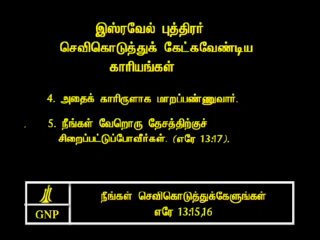 இஸ்ரவேல் புத்திரர்
செவிகொடுத்துக் கேட்கவேண்டிய
காரியங்கள்
4. அதைக் காரிருளாக மாறப்பண்ணுவார்.
5. நீங்கள் வேறொரு தேசத்திற்குச்
சிறைப்பட்டுப்போவீர்கள். (எரே 13:17).
நீங்கள் செவிகொடுத்துக்கேளுங்கள்
எரே 13:15,16
GNP